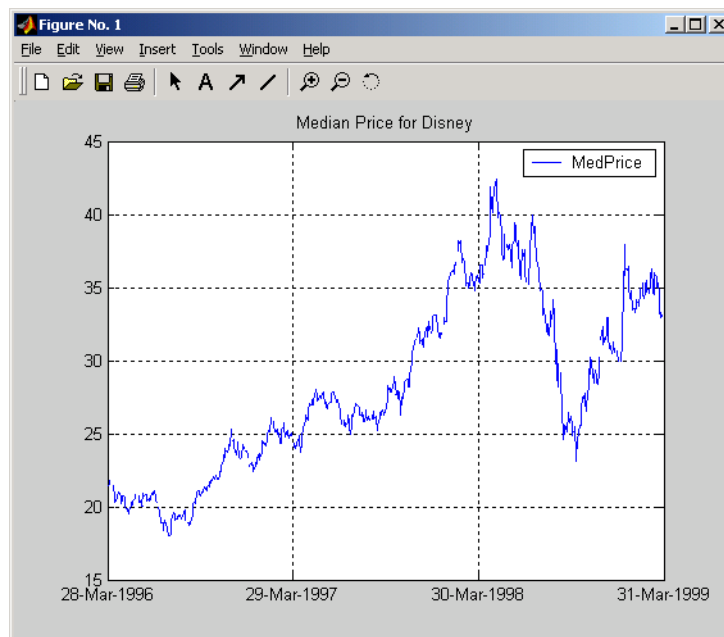 Figure No. 1
File Edit View Insert Tools Window Help
A
Median Price for Disney
MedPrice
45
40
35
30
25
20
15
28-Mar-1996 29-Mar-1997 30-Mar-1998 31-Mar-1999